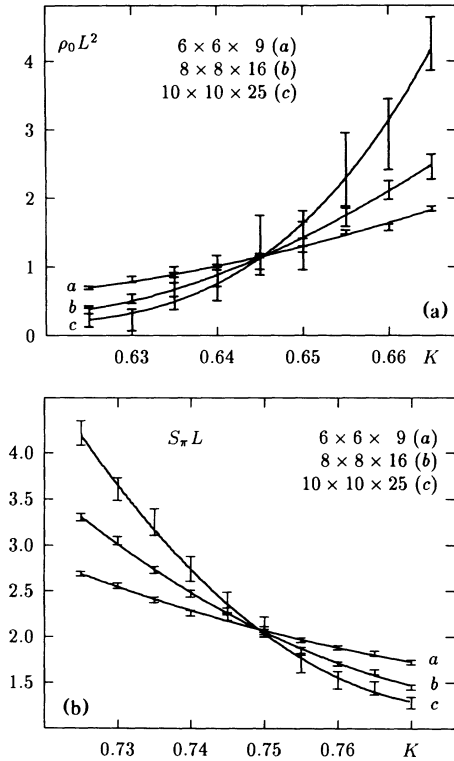 4
ρ₀L²
6 × 6 × 9 (a)
8 × 8 × 16 (b)
10 × 10 × 25 (c)
3
2
1
a
b
c
(a)
0
0.63 0.64 0.65 0.66 K
SπL
6 × 6 × 9 (a)
8 × 8 × 16 (b)
10 × 10 × 25 (c)
4.0
3.5
3.0
2.5
2.0
a
b
1.5
c
(b)
0.73 0.74 0.75 0.76 K